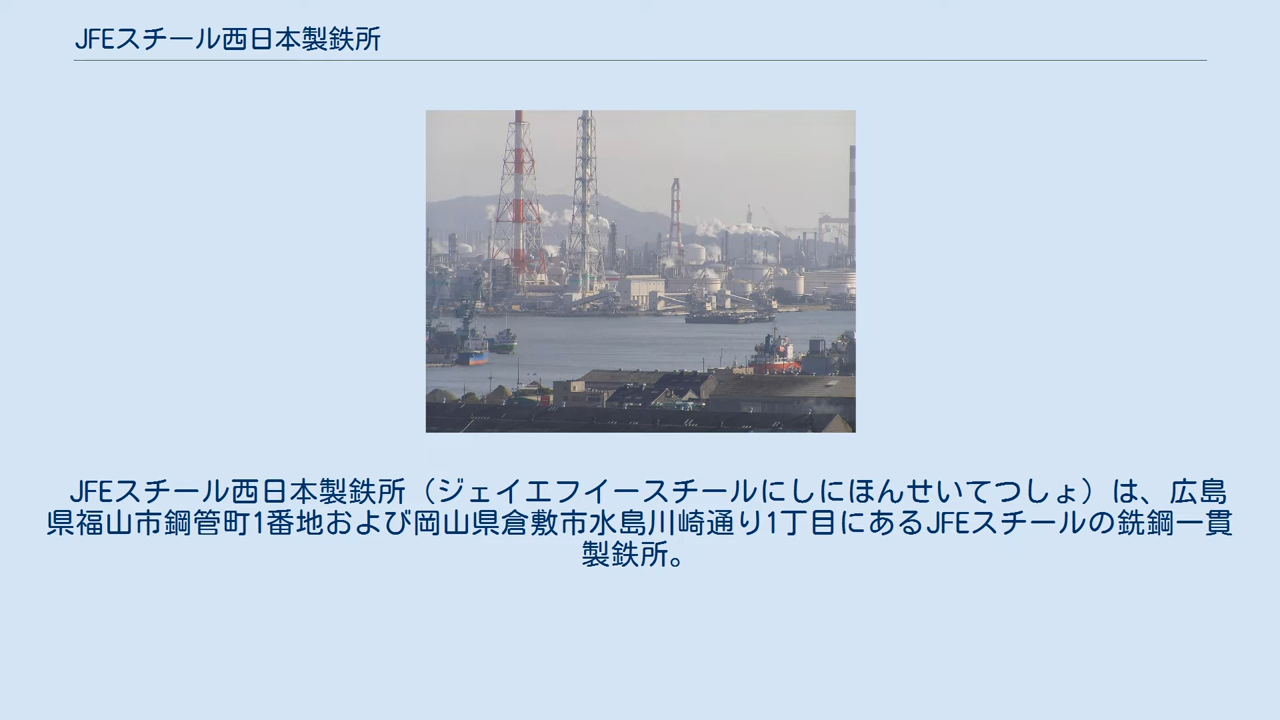 JFEスチール西日本製鉄所
JFEスチール西日本製鉄所（ジェイエフイースチールにしにほんせいてつしょ）は、広島
県福山市鋼管町1番地および岡山県倉敷市水島川崎通り1丁目にあるJFEスチールの銑鋼一貫
製鉄所。